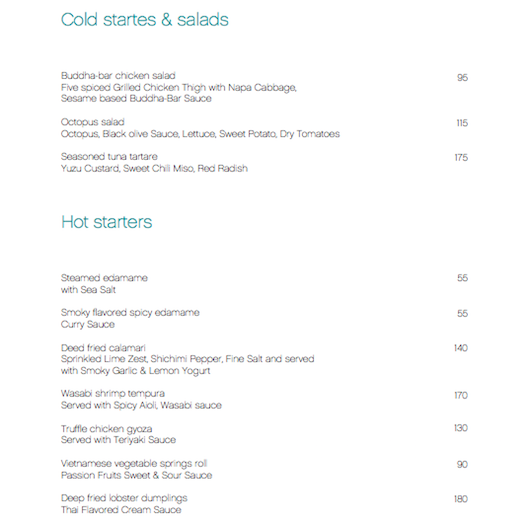 Cold startes & salads
Buddha-bar chicken salad 95
Five spiced Grilled Chicken Thigh with Napa Cabbage,
Sesame based Buddha-Bar Sauce
Octopus salad 115
Octopus, Black olive Sauce, Lettuce, Sweet Potato, Dry Tomatoes
Seasoned tuna tartare 175
Yuzu Custard, Sweet Chili Miso, Red Radish
Hot starters
Steamed edamame 55
with Sea Salt
Smoky flavored spicy edamame 55
Curry Sauce
Deed fried calamari 140
Sprinkled Lime Zest, Shichimi Pepper, Fine Salt and served
with Smoky Garlic & Lemon Yogurt
Wasabi shrimp tempura 170
Served with Spicy Aioli, Wasabi sauce
Truffle chicken gyoza 130
Served with Teriyaki Sauce
Vietnamese vegetable springs roll 90
Passion Fruits Sweet & Sour Sauce
Deep fried lobster dumplings 180
Thai Flavored Cream Sauce